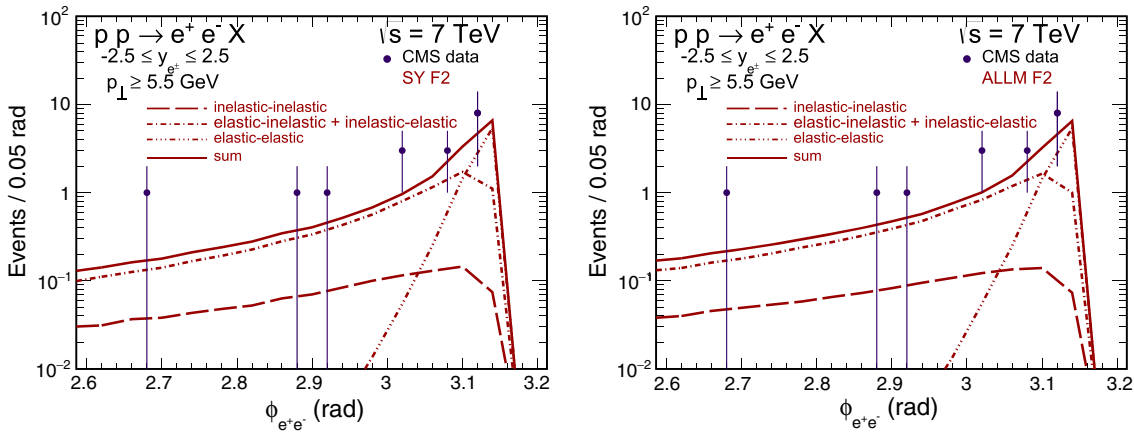 p p → e⁺ e⁻ X √s = 7 TeV
-2.5 ≤ y_e± ≤ 2.5 CMS data
p⊥ ≥ 5.5 GeV SY F2
inelastic-inelastic
elastic-inelastic + inelastic-elastic
elastic-elastic
sum
Events / 0.05 rad
10²
10
1
10⁻¹
10⁻²
2.6 2.7 2.8 2.9 3 3.1 3.2
ϕ_e⁺e⁻ (rad)
p p → e⁺ e⁻ X √s = 7 TeV
-2.5 ≤ y_e± ≤ 2.5 CMS data
p⊥ ≥ 5.5 GeV ALLM F2
inelastic-inelastic
elastic-inelastic + inelastic-elastic
elastic-elastic
sum
Events / 0.05 rad
10²
10
1
10⁻¹
10⁻²
2.6 2.7 2.8 2.9 3 3.1 3.2
ϕ_e⁺e⁻ (rad)